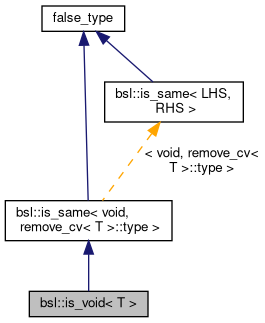 false_type
bsl::is_same< LHS,
RHS >
< void, remove_cv<
T >::type >
bsl::is_same< void,
remove_cv< T >::type >
bsl::is_void< T >